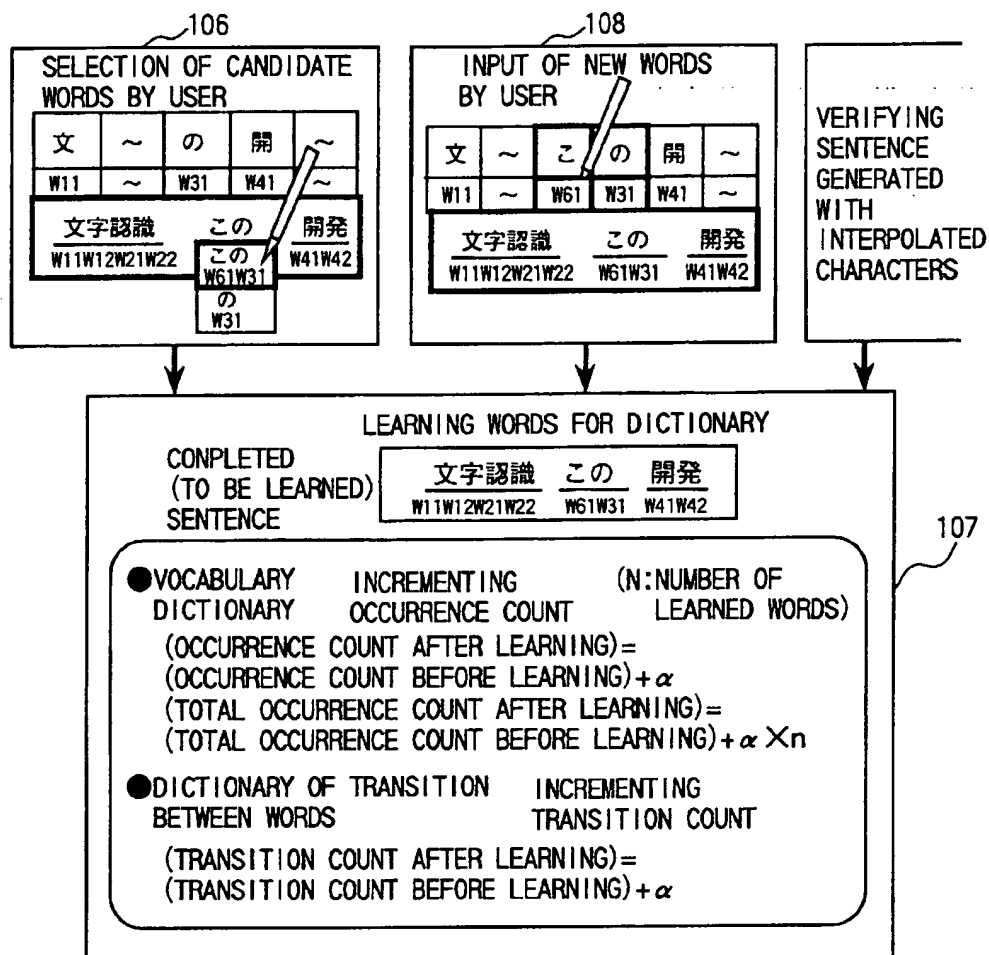 106
SELECTION OF CANDIDATE
WORDS BY USER
文 ~ の 開 ~
W11 ~ W31 W41 ~
文字認識 この 開発
W11W12W21W22 W41W42
この
W61W31
の
W31
108
INPUT OF NEW WORDS
BY USER
文 ~ こ の 開 ~
W11 ~ W61 W31 W41 ~
文字認識 この 開発
W11W12W21W22 W61W31 W41W42
VERIFYING
SENTENCE
GENERATED
WITH
INTERPOLATED
CHARACTERS
107
LEARNING WORDS FOR DICTIONARY
CONPLETED
(TO BE LEARNED)
SENTENCE
文字認識 この 開発
W11W12W21W22 W61W31 W41W42
●VOCABULARY INCREMENTING (N:NUMBER OF
DICTIONARY OCCURRENCE COUNT LEARNED WORDS)
(OCCURRENCE COUNT AFTER LEARNING)=
(OCCURRENCE COUNT BEFORE LEARNING)+α
(TOTAL OCCURRENCE COUNT AFTER LEARNING)=
(TOTAL OCCURRENCE COUNT BEFORE LEARNING)+α×n
●DICTIONARY OF TRANSITION INCREMENTING
BETWEEN WORDS TRANSITION COUNT
(TRANSITION COUNT AFTER LEARNING)=
(TRANSITION COUNT BEFORE LEARNING)+α